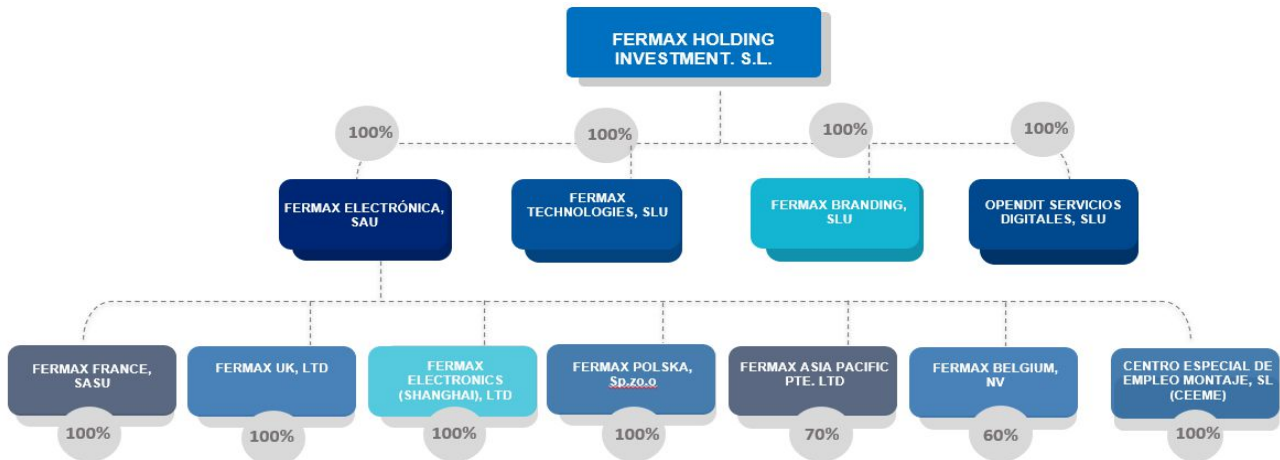 FERMAX HOLDING
INVESTMENT. S.L.
100%
100%
100%
100%
FERMAX ELECTRÓNICA,
SAU
FERMAX
TECHNOLOGIES, SLU
FERMAX BRANDING,
SLU
OPENDIT SERVICIOS
DIGITALES, SLU
FERMAX FRANCE,
SASU
FERMAX UK, LTD
FERMAX
ELECTRONICS
(SHANGHAI), LTD
FERMAX POLSKA,
Sp.zo.o
FERMAX ASIA PACIFIC
PTE. LTD
FERMAX BELGIUM,
NV
CENTRO ESPECIAL DE
EMPLEO MONTAJE, SL
(CEEME)
100%
100%
100%
100%
70%
60%
100%